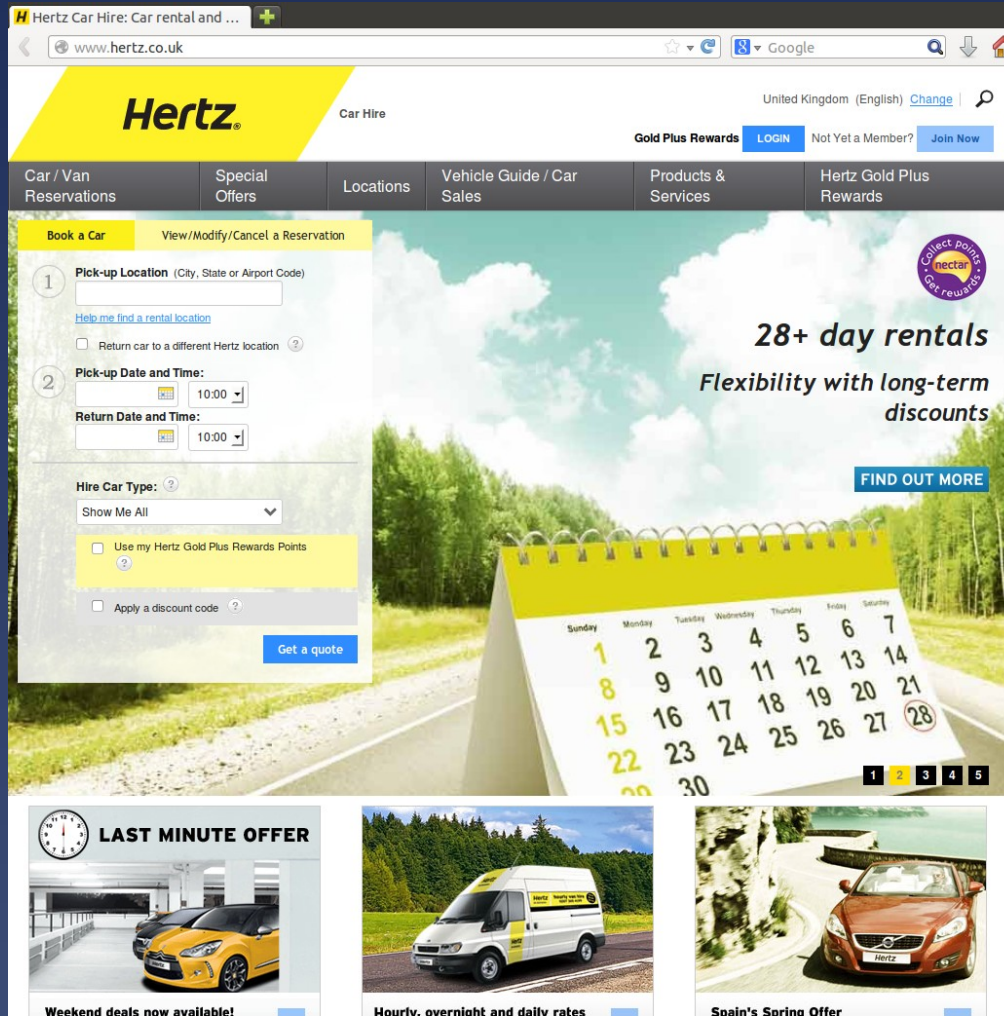 H Hertz Car Hire: Car rental and ...
www.hertz.co.uk
8 Google
Hertz®
Car Hire
United Kingdom (English) Change
Gold Plus Rewards LOGIN Not Yet a Member? Join Now
Car / Van
Reservations
Special
Offers
Locations
Vehicle Guide / Car
Sales
Products &
Services
Hertz Gold Plus
Rewards
Book a Car View/Modify/Cancel a Reservation
1 Pick-up Location (City, State or Airport Code)
Help me find a rental location
Return car to a different Hertz location ?
2 Pick-up Date and Time:
10:00
Return Date and Time:
10:00
Hire Car Type: ?
Show Me All
Use my Hertz Gold Plus Rewards Points
?
Apply a discount code ?
Get a quote
Collect points
nectar
Get rewards
28+ day rentals
Flexibility with long-term
discounts
FIND OUT MORE
Sunday Monday Tuesday Wednesday Thursday Friday Saturday
1 2 3 4 5 6 7
8 9 10 11 12 13 14
15 16 17 18 19 20 21
22 23 24 25 26 27 28
29 30
1 2 3 4 5
LAST MINUTE OFFER
Hertz
Hertz
Hertz
Weekend deals now available!
Hourly, overnight and daily rates
Spain's Spring Offer